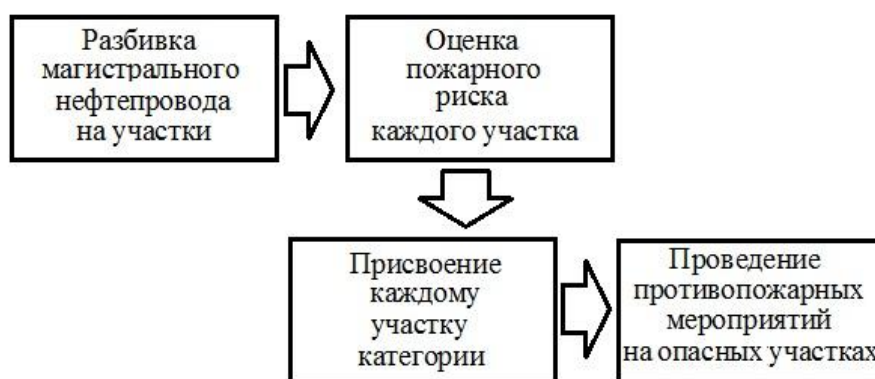 Разбивка
магистрального
нефтепровода
на участки
Оценка
пожарного
риска
каждого участка
Присвоение
каждому
участку
категории
Проведение
противопожарных
мероприятий
на опасных участках